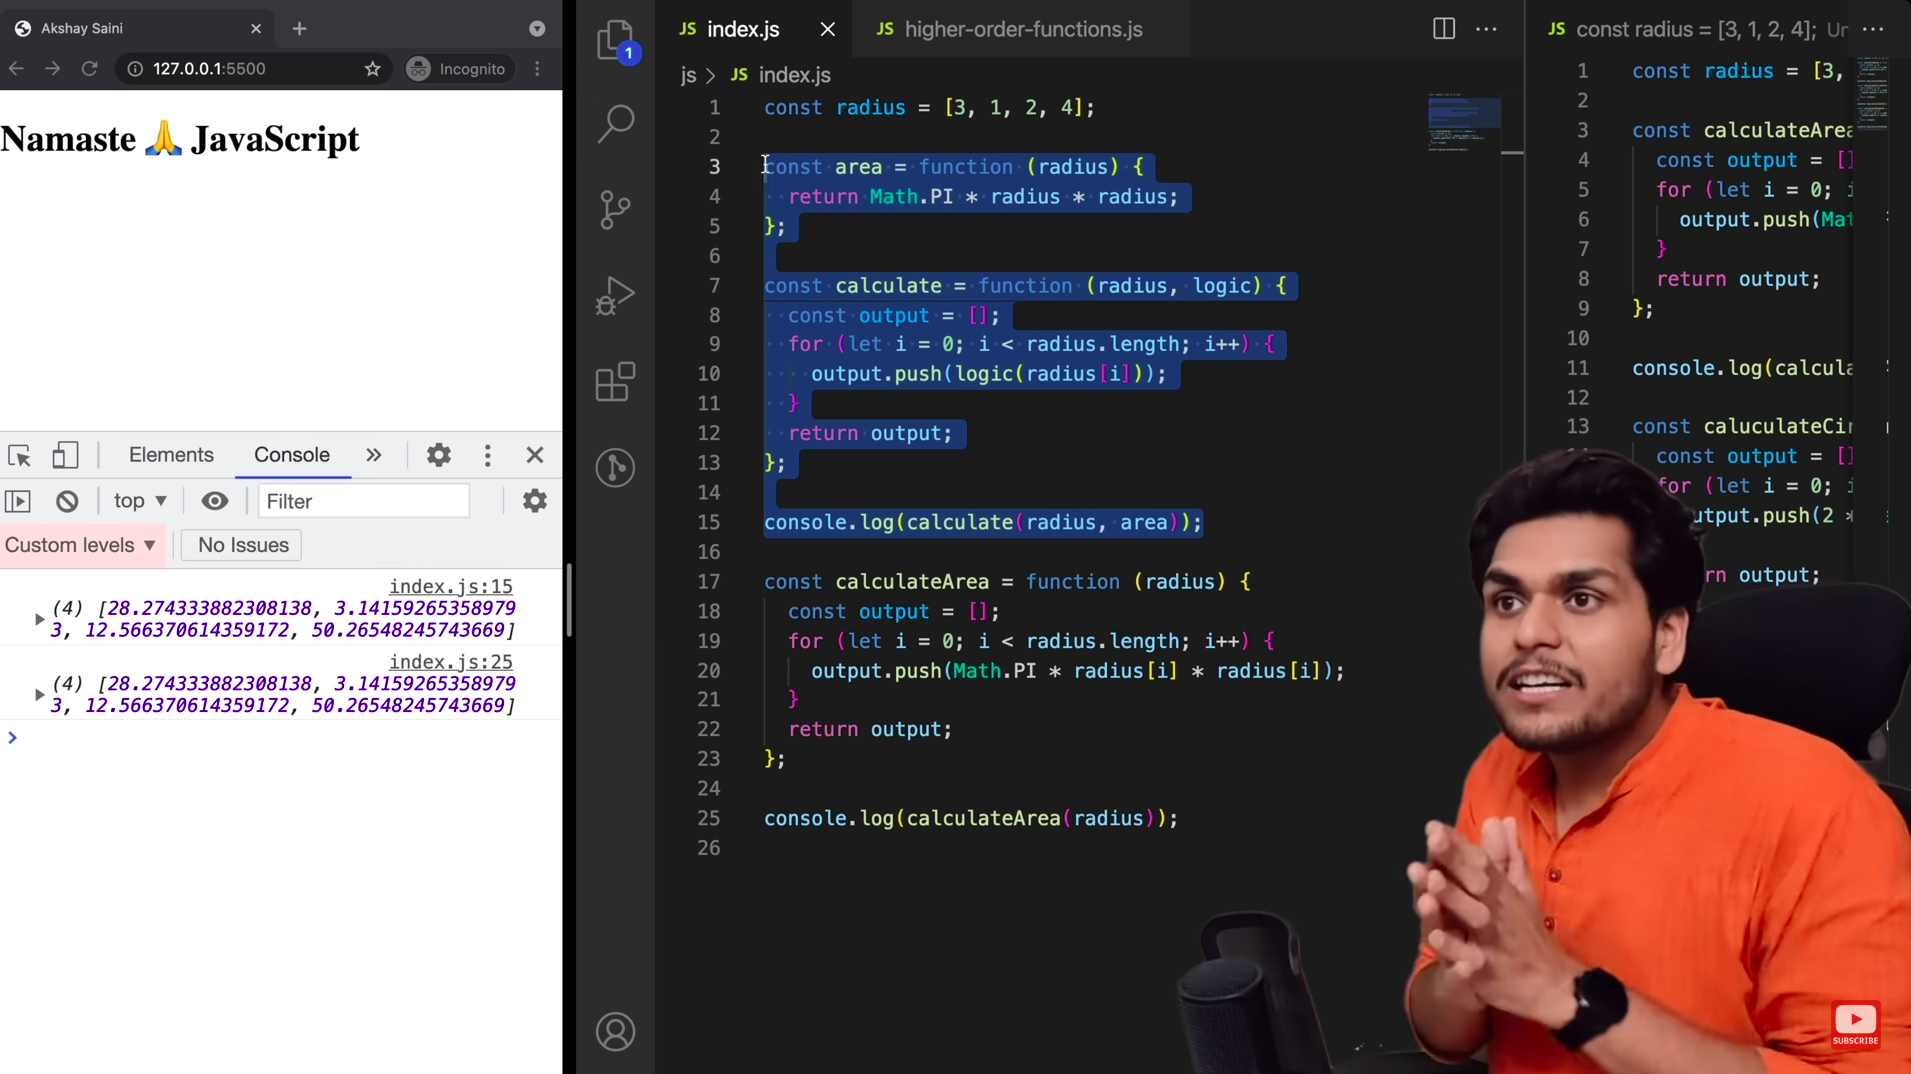 Akshay Saini
127.0.0.1:5500
Incognito
Namaste 🙏 JavaScript
Elements
Console
top
Filter
Custom levels
No Issues
index.js:15
(4) [28.274333882308138, 3.14159265358979
3, 12.566370614359172, 50.26548245743669]
index.js:25
(4) [28.274333882308138, 3.14159265358979
3, 12.566370614359172, 50.26548245743669]
1
JS index.js
JS higher-order-functions.js
js > JS index.js
1 const radius = [3, 1, 2, 4];
2
3 const area = function (radius) {
4 return Math.PI * radius * radius;
5 };
6
7 const calculate = function (radius, logic) {
8 const output = [];
9 for (let i = 0; i < radius.length; i++) {
10 output.push(logic(radius[i]));
11 }
12 return output;
13 };
14
15 console.log(calculate(radius, area));
16
17 const calculateArea = function (radius) {
18 const output = [];
19 for (let i = 0; i < radius.length; i++) {
20 output.push(Math.PI * radius[i] * radius[i]);
21 }
22 return output;
23 };
24
25 console.log(calculateArea(radius));
26
JS const radius = [3, 1, 2, 4]; Un
1 const radius = [3,
2
3 const calculateArea
4 const output = []
5 for (let i = 0; i
6 output.push(Mat
7 }
8 return output;
9 };
10
11 console.log(calcula
12
13 const caluculateCir
const output = []
for (let i = 0; i
utput.push(2 *
rn output;
SUBSCRIBE